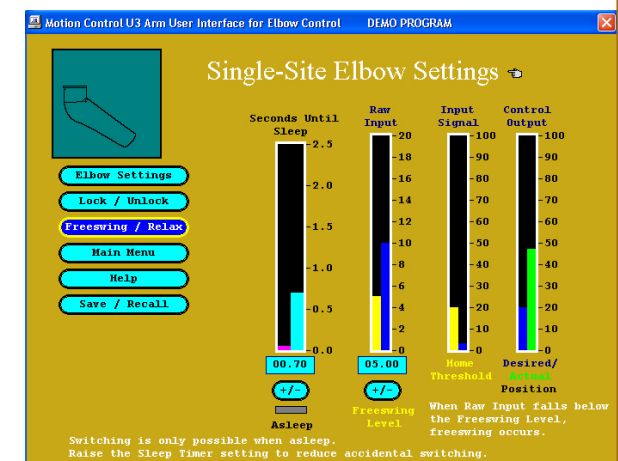 Motion Control U3 Arm User Interface for Elbow Control DEMO PROGRAM
Single-Site Elbow Settings
Elbow Settings
Lock / Unlock
Freeswing / Relax
Main Menu
Help
Save / Recall
Seconds Until
Sleep
2.5
2.0
1.5
1.0
0.5
0.0
00.70
+/-
Asleep
Raw
Input
20
18
16
14
12
10
8
6
4
2
0
05.00
+/-
Freeswing
Level
Input
Signal
100
90
80
70
60
50
40
30
20
10
0
Home
Threshold
Control
Output
100
90
80
70
60
50
40
30
20
10
0
Desired/
Actual
Position
When Raw Input falls below
the Freeswing Level,
freeswing occurs.
Switching is only possible when asleep.
Raise the Sleep Timer setting to reduce accidental switching.